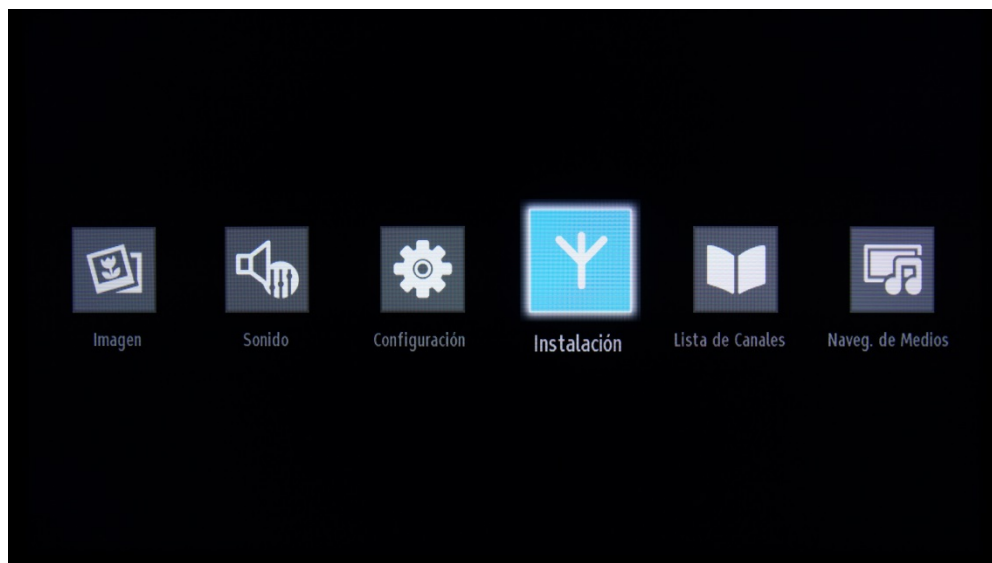 Imagen
Sonido
Configuración
Instalación
Lista de Canales
Naveg. de Medios